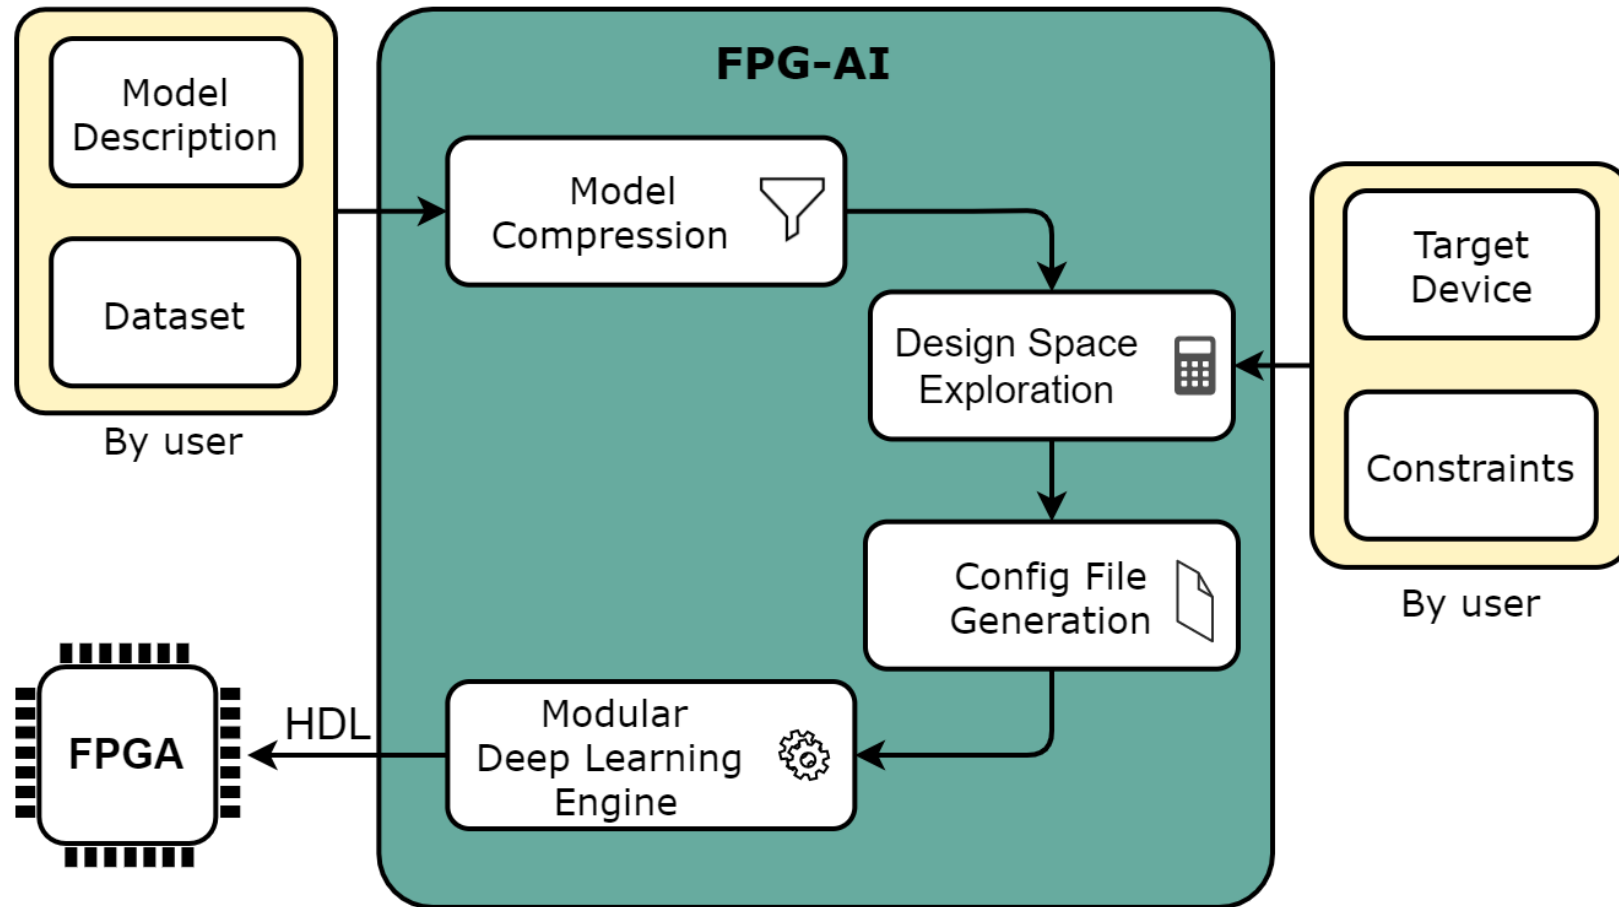 FPG-AI
Model
Description
Dataset
By user
Model
Compression
Design Space
Exploration
Target
Device
Constraints
By user
Config File
Generation
Modular
Deep Learning
Engine
HDL
FPGA